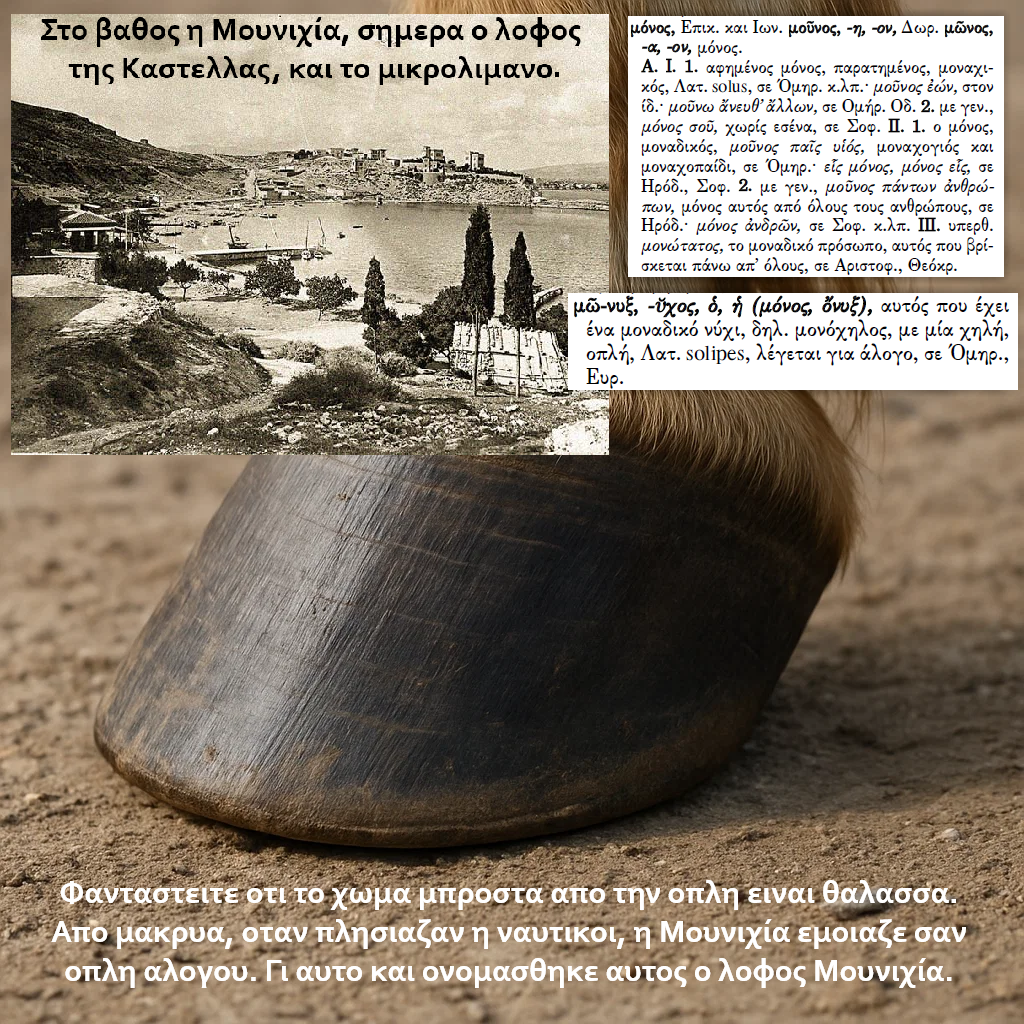 Στο βαθος η Μουνιχία, σημερα ο λοφος
της Καστελλας, και το μικρολιμανο.
μόνος, Επικ. και Ιων. μοῦνος, -η, -ον, Δωρ. μῶνος,
-α, -ον, μόνος.
Α. Ι. 1. αφημένος μόνος, παρατημένος, μοναχι-
κός, Λατ. solus, σε Όμηρ. κ.λπ.· μοῦνος ἐών, στον
ίδ.· μούνω ἄνευθ' ἄλλων, σε Ομήρ. Οδ. 2. με γεν.,
μόνος σοῦ, χωρίς εσένα, σε Σοφ. ΙΙ. 1. ο μόνος,
μοναδικός, μοῦνος παῖς υἱός, μοναχογιός και
μοναχοπαίδι, σε Όμηρ.· εἷς μόνος, μόνος εἷς, σε
Ηρόδ., Σοφ. 2. με γεν., μοῦνος πάντων ἀνθρώ-
πων, μόνος αυτός από όλους τους ανθρώπους, σε
Ηρόδ.· μόνος ἀνδρῶν, σε Σοφ. κ.λπ. ΙΙΙ. υπερθ.
μονώτατος, το μοναδικό πρόσωπο, αυτός που βρί-
σκεται πάνω απ' όλους, σε Αριστοφ., Θεόκρ.
μῶ-νυξ, -ῠχος, ὁ, ἡ (μόνος, ὄνυξ), αυτός που έχει
ένα μοναδικό νύχι, δηλ. μονόχηλος, με μία χηλή,
οπλή, Λατ. solipes, λέγεται για άλογο, σε Όμηρ.,
Ευρ.
Φανταστειτε οτι το χωμα μπροστα απο την οπλη ειναι θαλασσα.
Απο μακρυα, οταν πλησιαζαν η ναυτικοι, η Μουνιχία εμοιαζε σαν
οπλη αλογου. Γι αυτο και ονομασθηκε αυτος ο λοφος Μουνιχία.